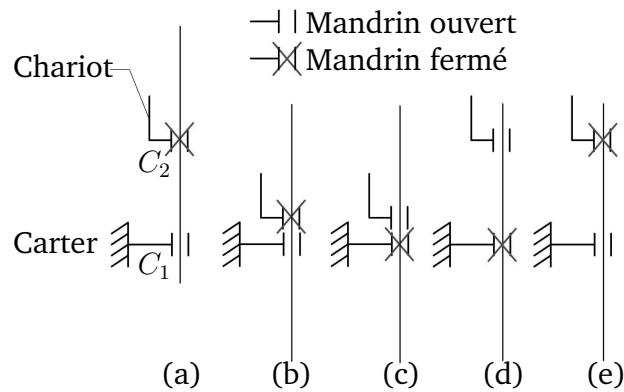 Mandrin ouvert
Mandrin fermé
Chariot
C₂
Carter
C₁
(a) (b) (c) (d) (e)